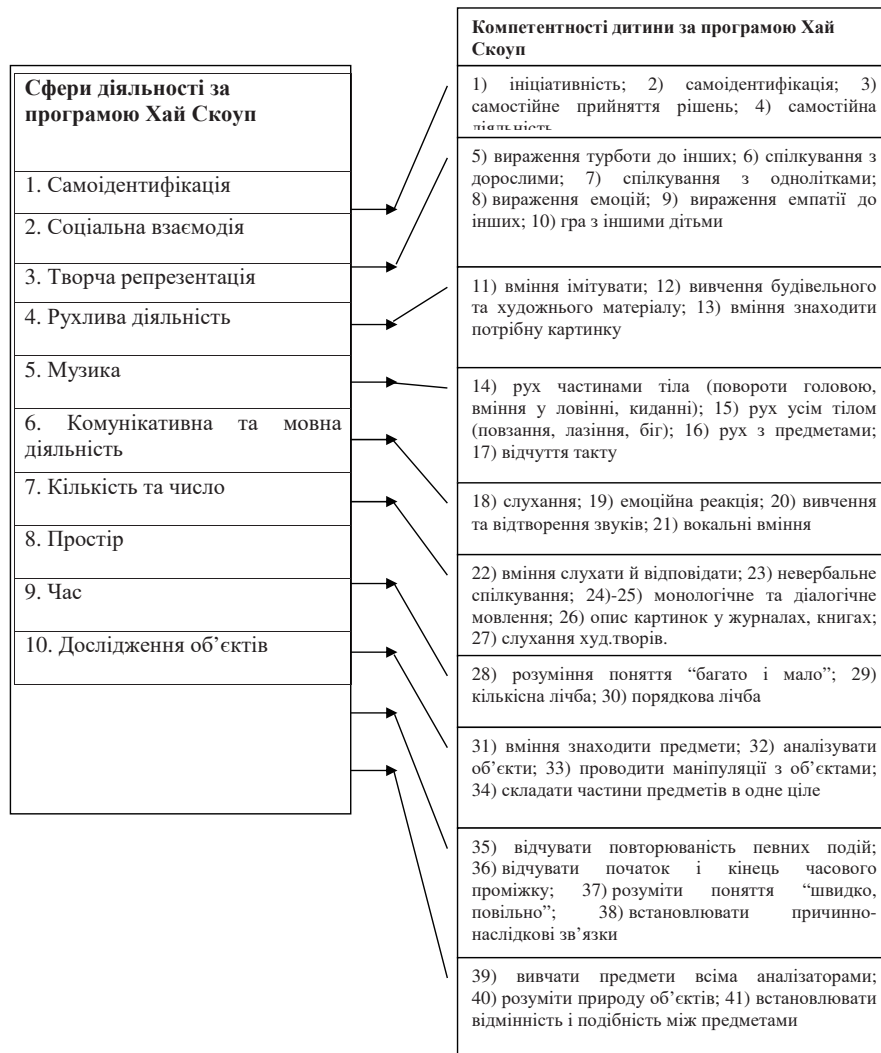 Сфери діяльності за
програмою Хай Скоуп
1. Самоідентифікація
2. Соціальна взаємодія
3. Творча репрезентація
4. Рухлива діяльність
5. Музика
6. Комунікативна та мовна
діяльність
7. Кількість та число
8. Простір
9. Час
10. Дослідження об’єктів
Компетентності дитини за програмою Хай
Скоуп
1) ініціативність; 2) самоідентифікація; 3)
самостійне прийняття рішень; 4) самостійна
діяльність
5) вираження турботи до інших; 6) спілкування з
дорослими; 7) спілкування з однолітками;
8) вираження емоцій; 9) вираження емпатії до
інших; 10) гра з іншими дітьми
11) вміння імітувати; 12) вивчення будівельного
та художнього матеріалу; 13) вміння знаходити
потрібну картинку
14) рух частинами тіла (повороти головою,
вміння у ловінні, киданні); 15) рух усім тілом
(повзання, лазіння, біг); 16) рух з предметами;
17) відчуття такту
18) слухання; 19) емоційна реакція; 20) вивчення
та відтворення звуків; 21) вокальні вміння
22) вміння слухати й відповідати; 23) невербальне
спілкування; 24)-25) монологічне та діалогічне
мовлення; 26) опис картинок у журналах, книгах;
27) слухання худ.творів.
28) розуміння поняття “багато і мало”; 29)
кількісна лічба; 30) порядкова лічба
31) вміння знаходити предмети; 32) аналізувати
об’єкти; 33) проводити маніпуляції з об’єктами;
34) складати частини предметів в одне ціле
35) відчувати повторюваність певних подій;
36) відчувати початок і кінець часового
проміжку; 37) розуміти поняття “швидко,
повільно”; 38) встановлювати причинно-
наслідкові зв’язки
39) вивчати предмети всіма аналізаторами;
40) розуміти природу об’єктів; 41) встановлювати
відмінність і подібність між предметами